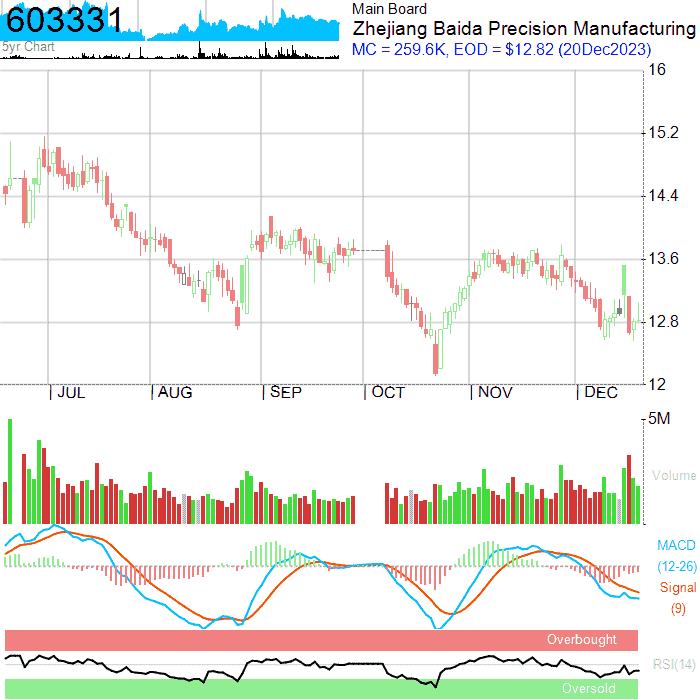 603331
5yr Chart
Main Board
Zhejiang Baida Precision Manufacturing
MC = 259.6K, EOD = $12.82 (20Dec2023)
16
15.2
14.4
13.6
12.8
12
JUL AUG SEP OCT NOV DEC
5M
Volume
MACD
(12-26)
Signal
(9)
Overbought
RSI(14)
Oversold